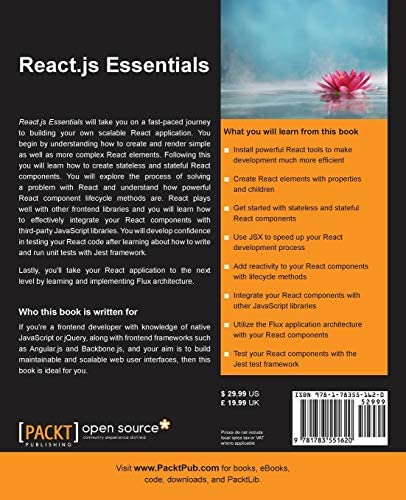 React.js Essentials
React.js Essentials will take you on a fast-paced journey
to building your own scalable React application. You
begin by understanding how to create and render simple
as well as more complex React elements. Following this
you will learn how to create stateless and stateful React
components. You will explore the process of solving
a problem with React and understand how powerful
React component lifecycle methods are. React plays
well with other frontend libraries and you will learn how
to effectively integrate your React components with
third-party JavaScript libraries. You will develop confidence
in testing your React code after learning about how to write
and run unit tests with Jest framework.
Lastly, you'll take your React application to the next
level by learning and implementing Flux architecture.
Who this book is written for
If you're a frontend developer with knowledge of native
JavaScript or jQuery, along with frontend frameworks such
as Angular.js and Backbone.js, and your aim is to build
maintainable and scalable web user interfaces, then this
book is ideal for you.
What you will learn from this book
Install powerful React tools to make
development much more efficient
Create React elements with properties
and children
Get started with stateless and stateful
React components
Use JSX to speed up your React
development process
Add reactivity to your React components
with lifecycle methods
Integrate your React components with
other JavaScript libraries
Utilize the Flux application architecture
with your React components
Test your React components with the
Jest test framework
$ 29.99 US
£ 19.99 UK
Prices do not include
local sales tax or VAT
where applicable
ISBN 978-1-78355-162-0
52999
9 781783 551620
[PACKT]
PUBLISHING
open source*
community experience distilled
Visit www.PacktPub.com for books, eBooks,
code, downloads, and PacktLib.